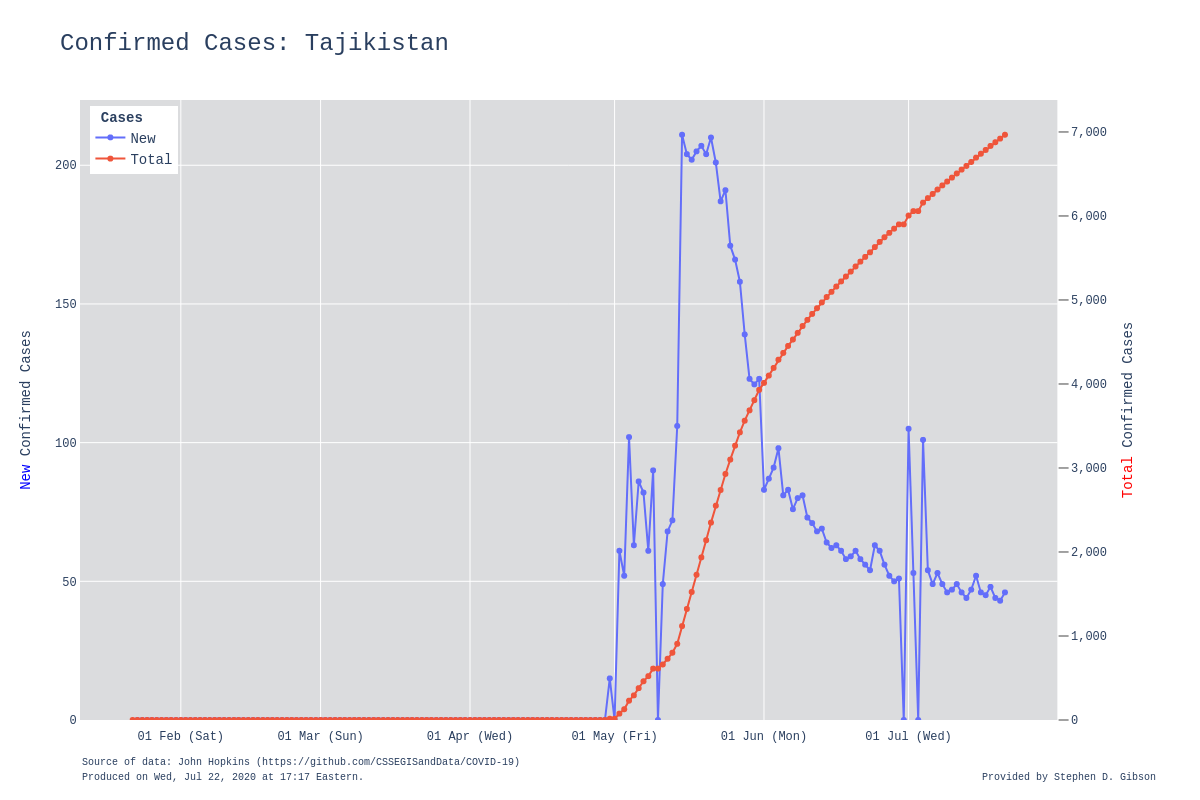 Confirmed Cases: Tajikistan
Cases
New
Total
200
150
100
50
0
7,000
6,000
5,000
4,000
3,000
2,000
1,000
0
New Confirmed Cases
Total Confirmed Cases
01 Feb (Sat) 01 Mar (Sun) 01 Apr (Wed) 01 May (Fri) 01 Jun (Mon) 01 Jul (Wed)
Source of data: John Hopkins (https://github.com/CSSEGISandData/COVID-19)
Produced on Wed, Jul 22, 2020 at 17:17 Eastern.
Provided by Stephen D. Gibson